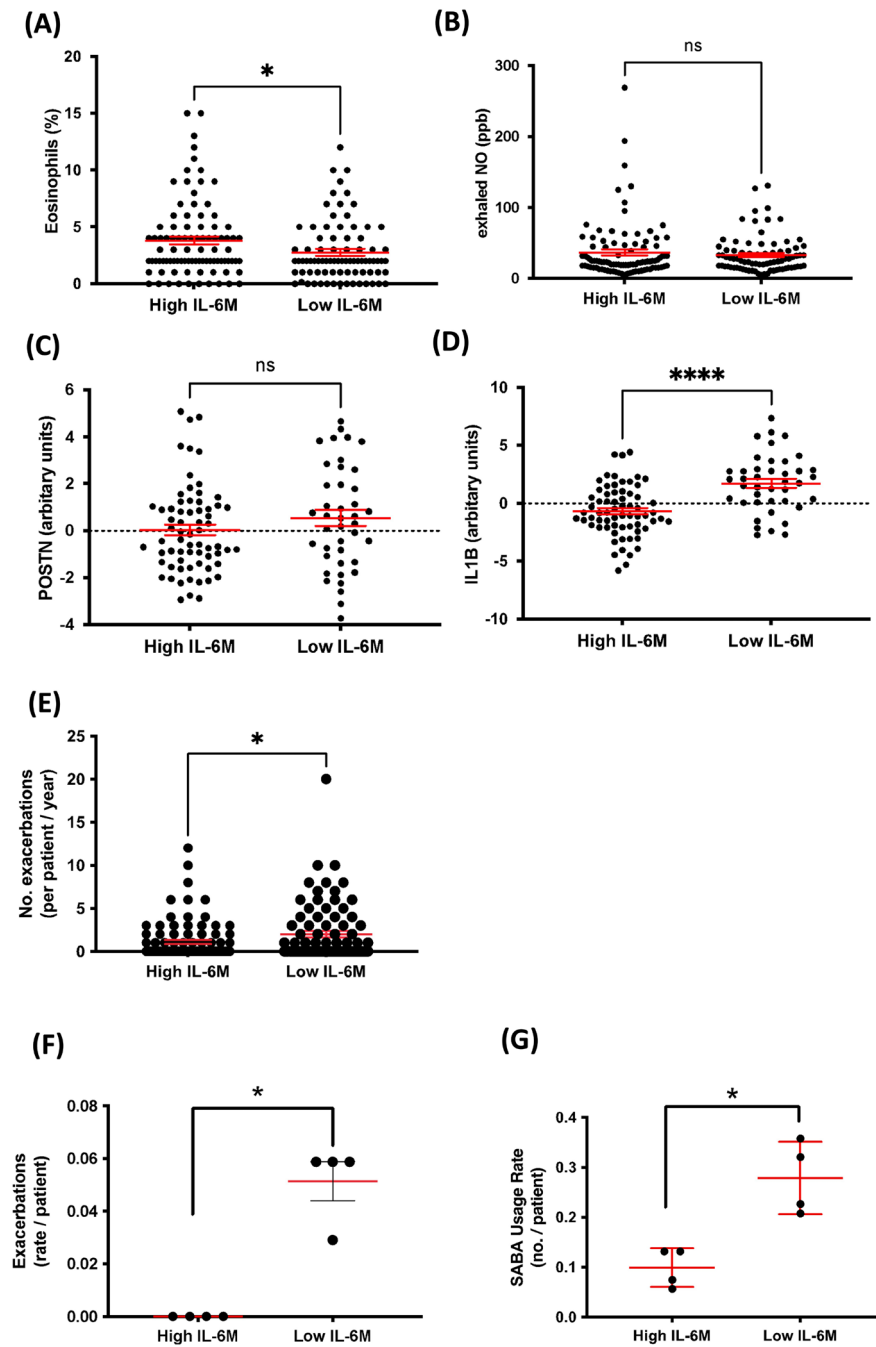 (A)
20
15
10
5
0
Eosinophils (%)
*
High IL-6M
Low IL-6M
(B)
300
200
100
0
exhaled NO (ppb)
ns
High IL-6M
Low IL-6M
(C)
6
4
2
0
-2
-4
POSTN (arbitary units)
ns
High IL-6M
Low IL-6M
(D)
10
5
0
-5
-10
IL1B (arbitary units)
****
High IL-6M
Low IL-6M
(E)
25
20
15
10
5
0
No. exacerbations
(per patient / year)
*
High IL-6M
Low IL-6M
(F)
0.08
0.06
0.04
0.02
0.00
Exacerbations
(rate / patient)
*
High IL-6M
Low IL-6M
(G)
0.4
0.3
0.2
0.1
0.0
SABA Usage Rate
(no. / patient)
*
High IL-6M
Low IL-6M